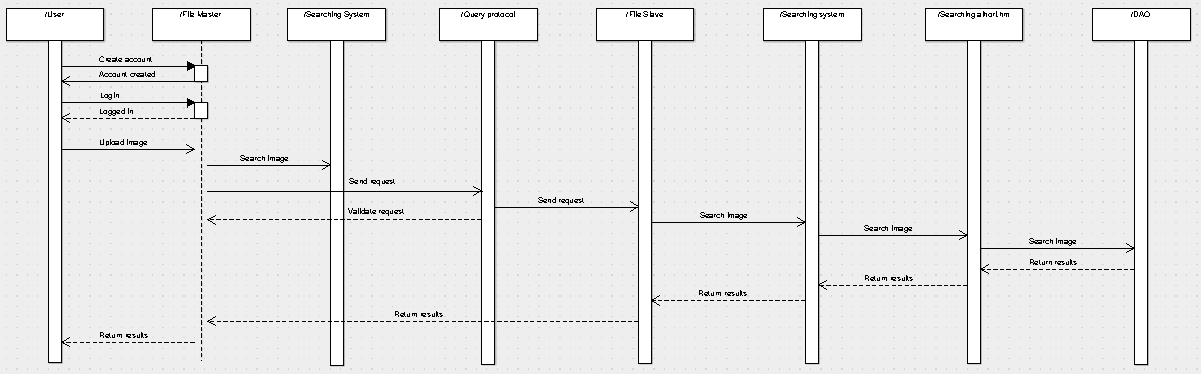 /User
/File Master
/Searching System
/Query protocol
/File Slave
/Searching system
/Searching alhorithm
/DAO
Create account
Account created
Log In
Logged In
Upload Image
Search Image
Send request
Send request
Validate request
Search Image
Search Image
Search Image
Return results
Return results
Return results
Return results
Return results